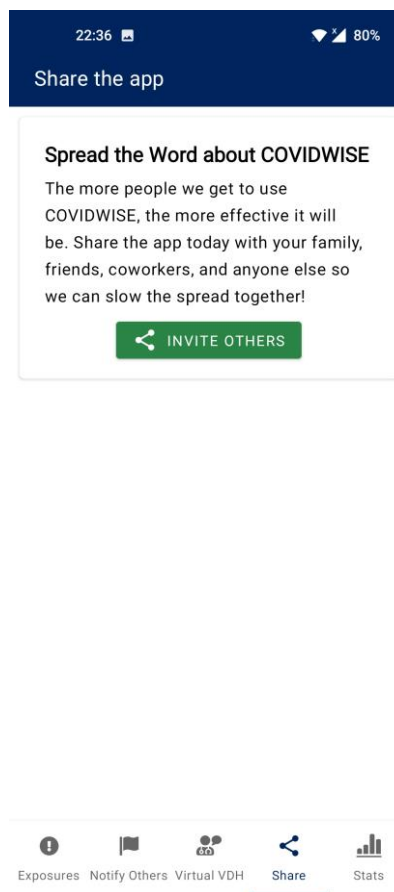 22:36
80%
Share the app
Spread the Word about COVIDWISE
The more people we get to use
COVIDWISE, the more effective it will
be. Share the app today with your family,
friends, coworkers, and anyone else so
we can slow the spread together!
INVITE OTHERS
Exposures Notify Others Virtual VDH Share Stats